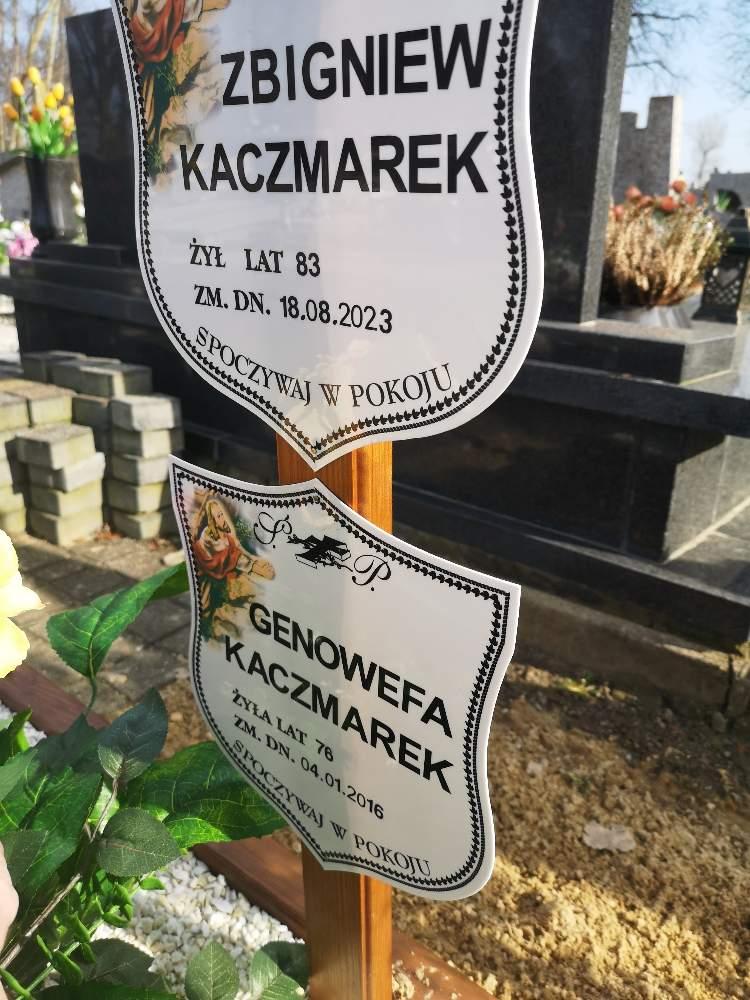 ZBIGNIEW
KACZMAREK
ŻYŁ LAT 83
ZM. DN. 18.08.2023
SPOCZYWAJ W POKOJU
Ś. P.
GENOWEFA
KACZMAREK
ŻYŁA LAT 76
ZM. DN. 04.01.2016
SPOCZYWAJ W POKOJU